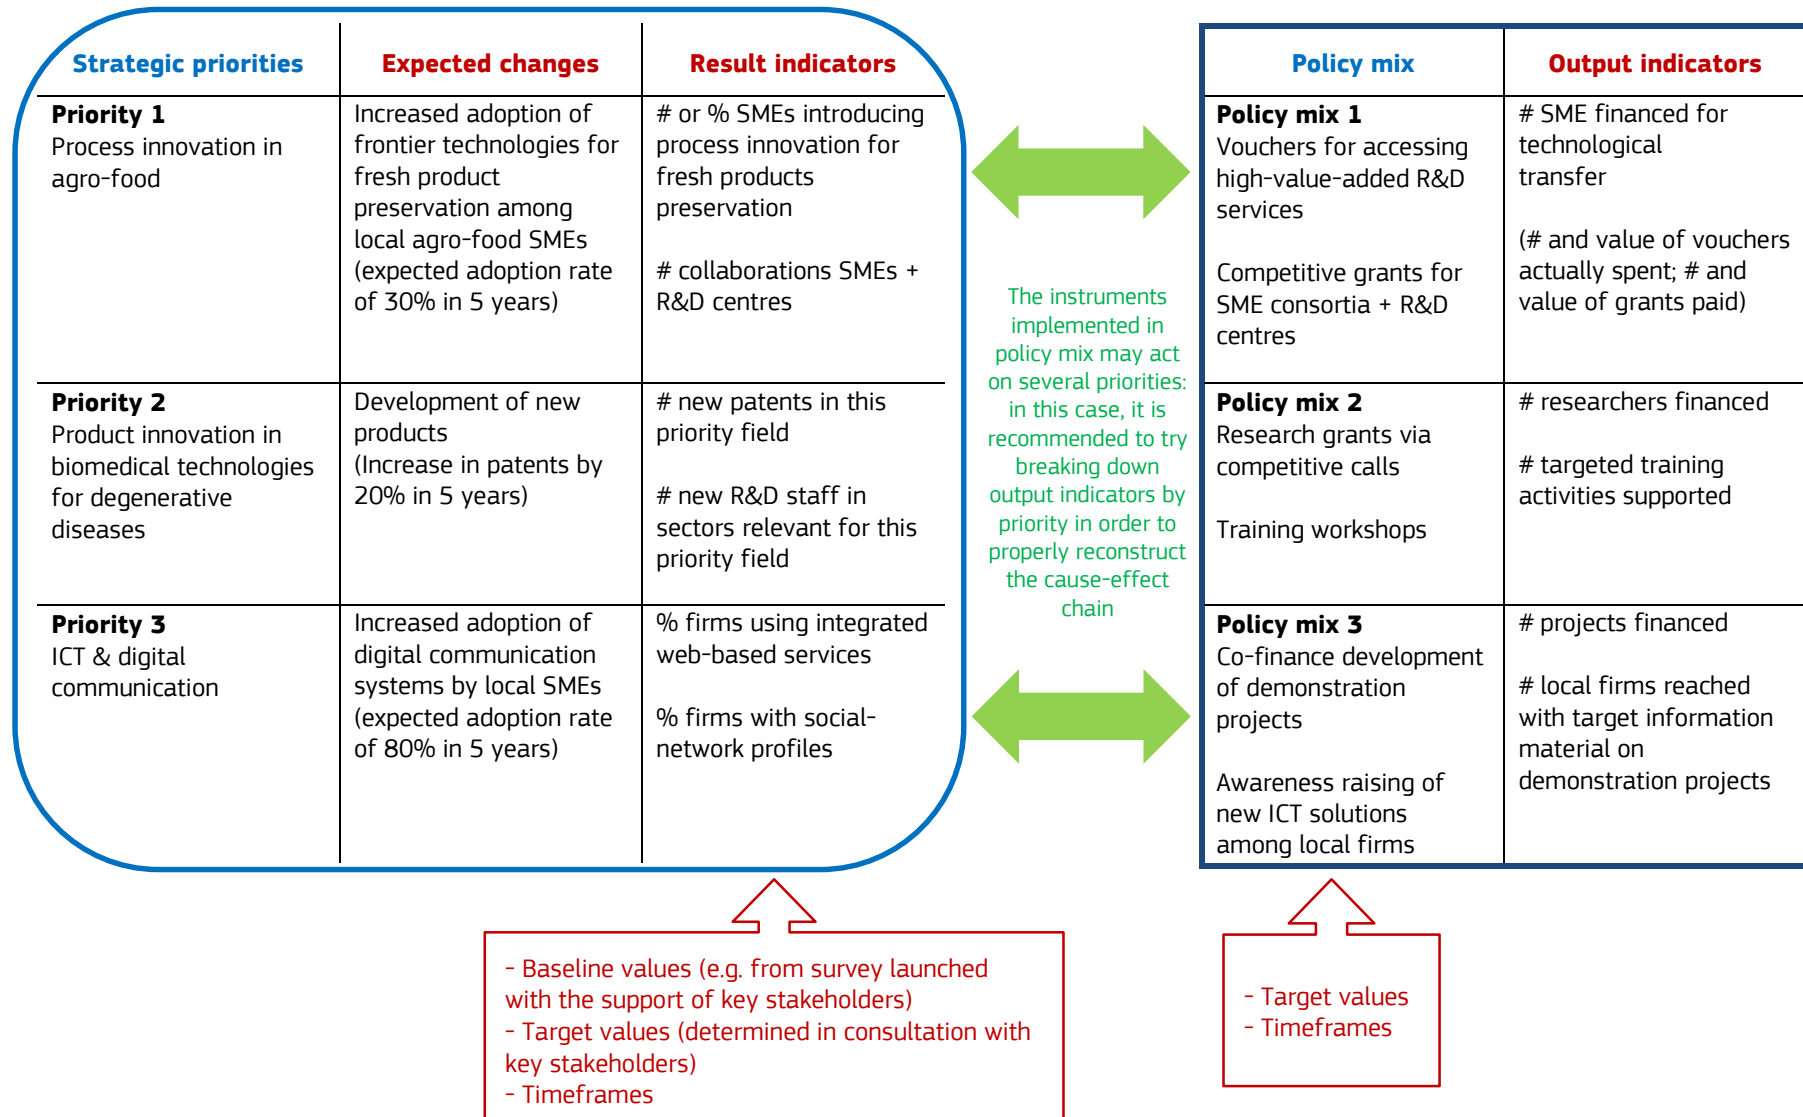 Strategic priorities
Expected changes
Result indicators
Priority 1
Process innovation in
agro-food
Increased adoption of
frontier technologies for
fresh product
preservation among
local agro-food SMEs
(expected adoption rate
of 30% in 5 years)
# or % SMEs introducing
process innovation for
fresh products
preservation
# collaborations SMEs +
R&D centres
Priority 2
Product innovation in
biomedical technologies
for degenerative
diseases
Development of new
products
(Increase in patents by
20% in 5 years)
# new patents in this
priority field
# new R&D staff in
sectors relevant for this
priority field
Priority 3
ICT & digital
communication
Increased adoption of
digital communication
systems by local SMEs
(expected adoption rate
of 80% in 5 years)
% firms using integrated
web-based services
% firms with social-
network profiles
The instruments
implemented in
policy mix may act
on several priorities:
in this case, it is
recommended to try
breaking down
output indicators by
priority in order to
properly reconstruct
the cause-effect
chain
Policy mix
Output indicators
Policy mix 1
Vouchers for accessing
high-value-added R&D
services
Competitive grants for
SME consortia + R&D
centres
# SME financed for
technological
transfer
(# and value of vouchers
actually spent; # and
value of grants paid)
Policy mix 2
Research grants via
competitive calls
Training workshops
# researchers financed
# targeted training
activities supported
Policy mix 3
Co-finance development
of demonstration
projects
Awareness raising of
new ICT solutions
among local firms
# projects financed
# local firms reached
with target information
material on
demonstration projects
- Baseline values (e.g. from survey launched
with the support of key stakeholders)
- Target values (determined in consultation with
key stakeholders)
- Timeframes
- Target values
- Timeframes